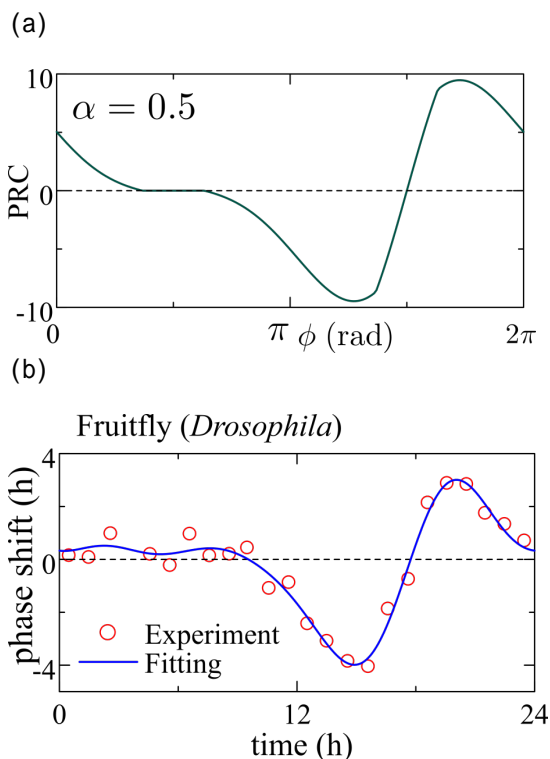 (a)
10
α = 0.5
PRC
0
-10
0
π
ϕ (rad)
2π
(b)
Fruitfly (Drosophila)
4
phase shift (h)
0
Experiment
Fitting
-4
0
12
24
time (h)